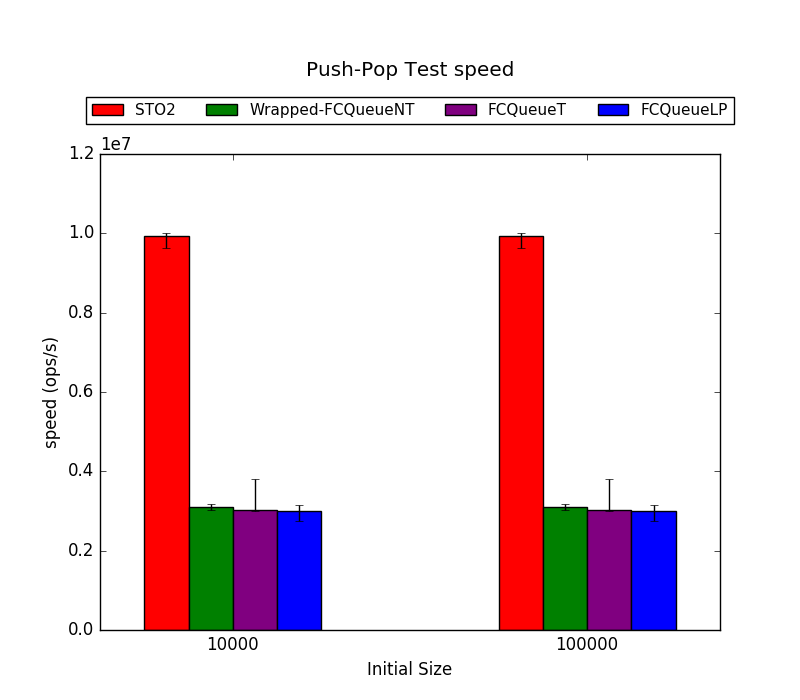 Push-Pop Test speed
STO2 Wrapped-FCQueueNT FCQueueT FCQueueLP
1e7
1.2
1.0
0.8
0.6
0.4
0.2
0.0
speed (ops/s)
10000 100000
Initial Size